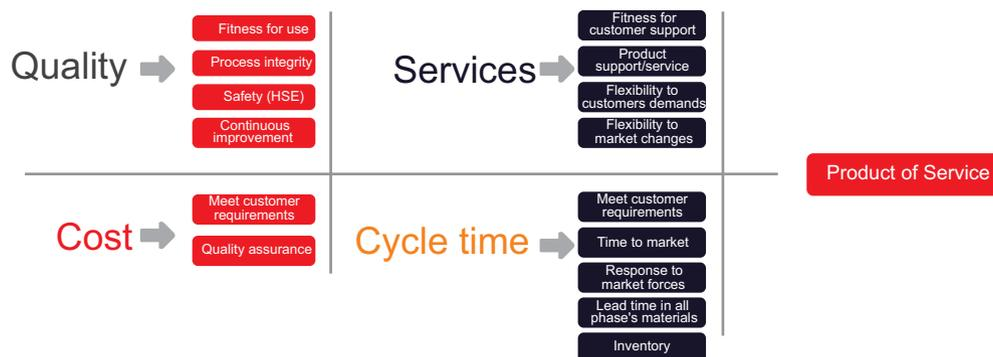 Quality
Fitness for use
Process integrity
Safety (HSE)
Continuous
improvement
Services
Fitness for
customer support
Product
support/service
Flexibility to
customers demands
Flexibility to
market changes
Product of Service
Cost
Meet customer
requirements
Quality assurance
Cycle time
Meet customer
requirements
Time to market
Response to
market forces
Lead time in all
phase's materials
Inventory